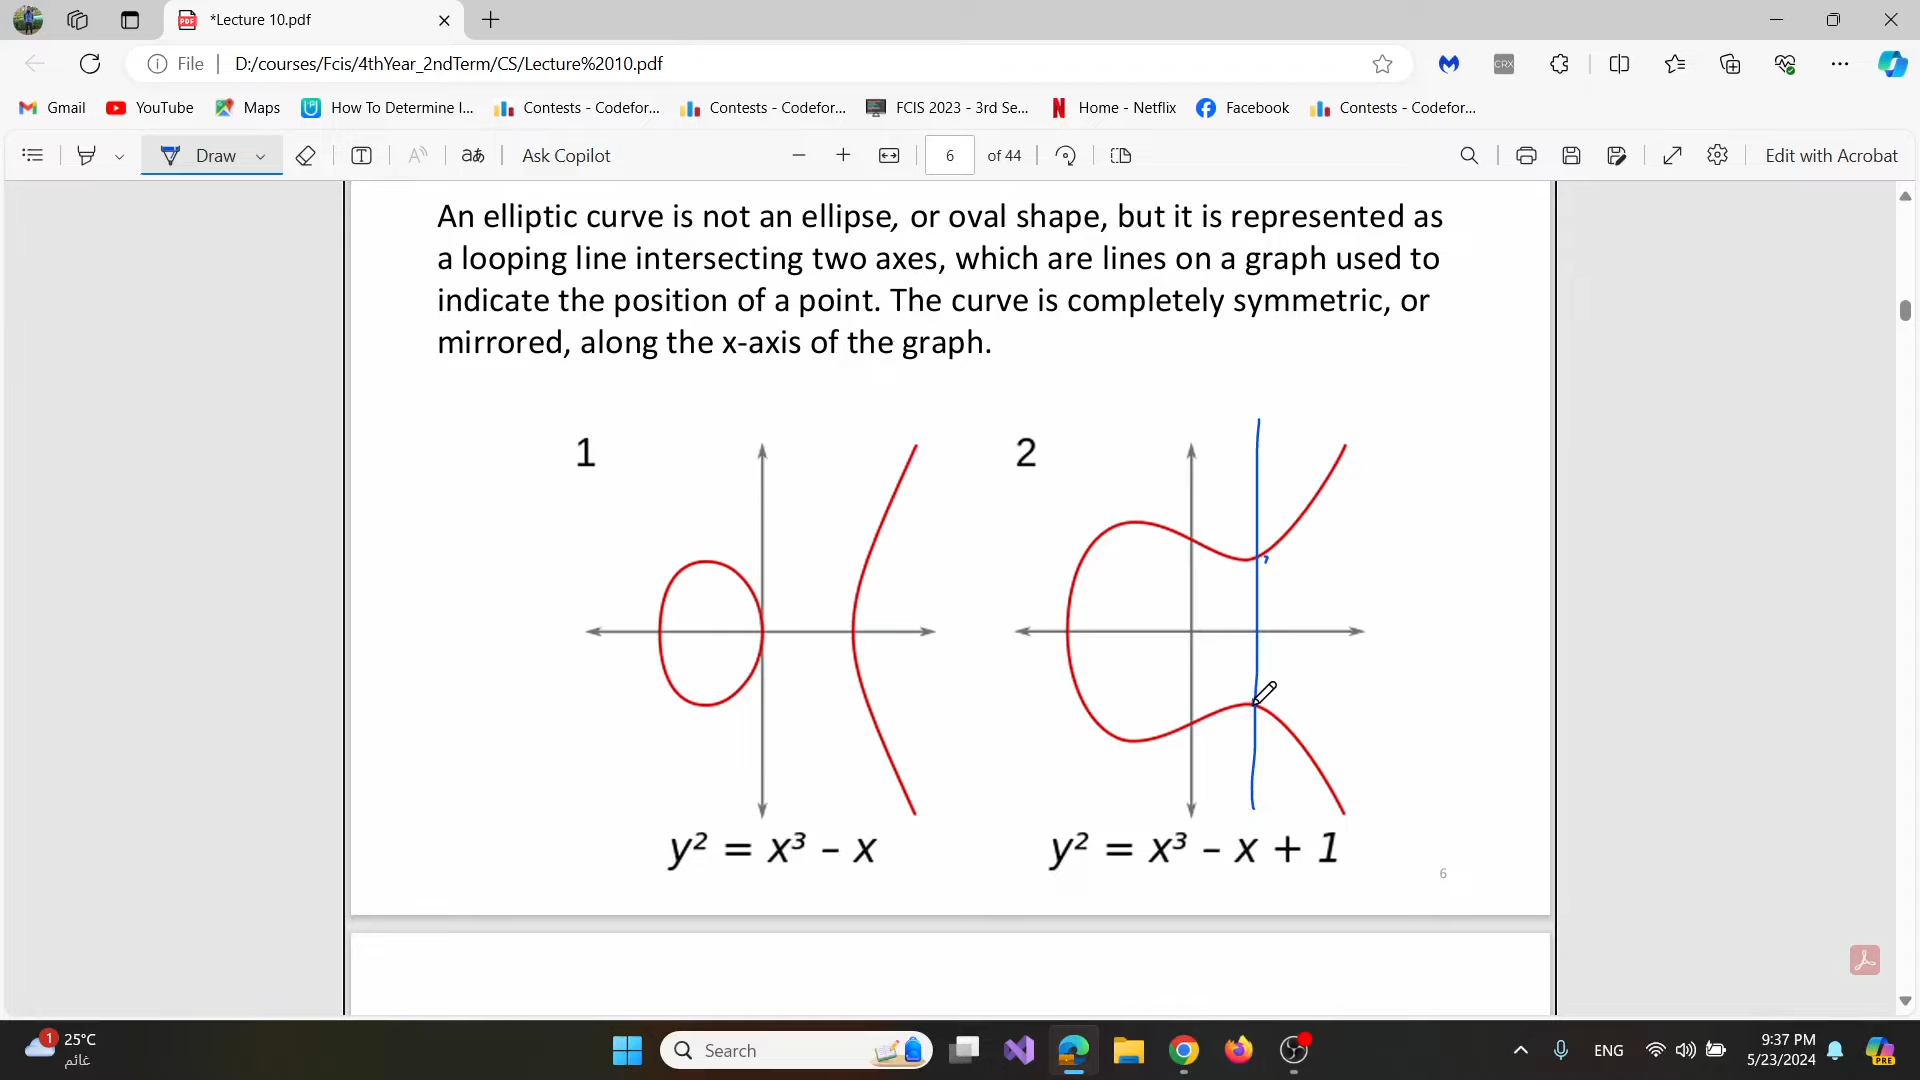 *Lecture 10.pdf
File
D:/courses/Fcis/4thYear_2ndTerm/CS/Lecture%2010.pdf
CRX
Gmail
YouTube
Maps
How To Determine I...
Contests - Codefor...
Contests - Codefor...
FCIS 2023 - 3rd Se...
Home - Netflix
Facebook
Contests - Codefor...
Draw
Ask Copilot
6
of 44
Edit with Acrobat
An elliptic curve is not an ellipse, or oval shape, but it is represented as
a looping line intersecting two axes, which are lines on a graph used to
indicate the position of a point. The curve is completely symmetric, or
mirrored, along the x-axis of the graph.
1
2
y² = x³ – x
y² = x³ – x + 1
6
1
25°C
غائم
Search
ENG
9:37 PM
5/23/2024
PRE